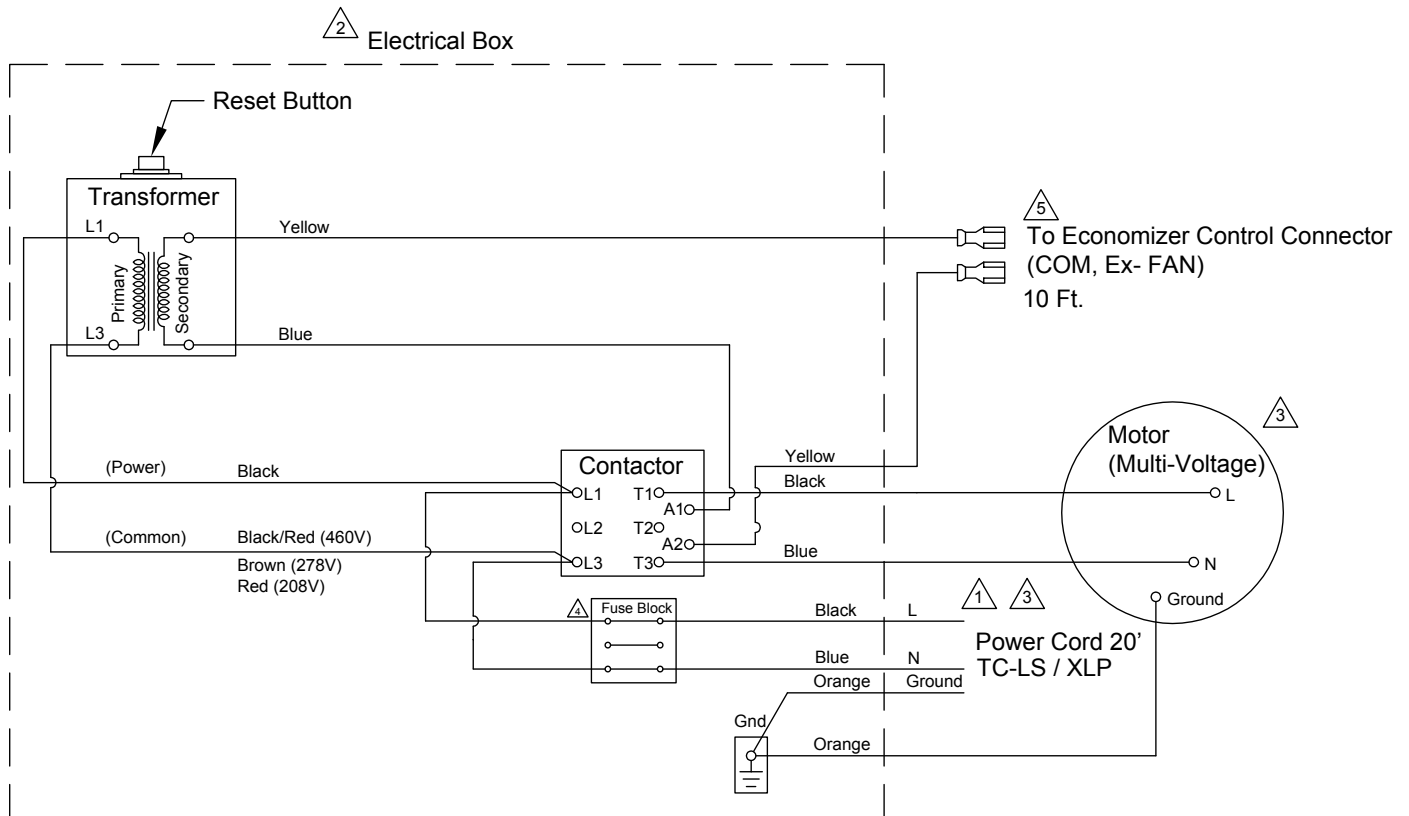 2
Electrical Box
Reset Button
Transformer
L1
Primary
Secondary
L3
Yellow
Blue
5
To Economizer Control Connector
(COM, Ex- FAN)
10 Ft.
3
Motor
(Multi-Voltage)
L
N
Ground
(Power)
Black
(Common)
Black/Red (460V)
Brown (278V)
Red (208V)
Contactor
L1
T1
A1
L2
T2
A2
L3
T3
Yellow
Black
Blue
4
Fuse Block
Black
L
Blue
N
Orange
Ground
1
3
Power Cord 20’
TC-LS / XLP
Gnd
Orange